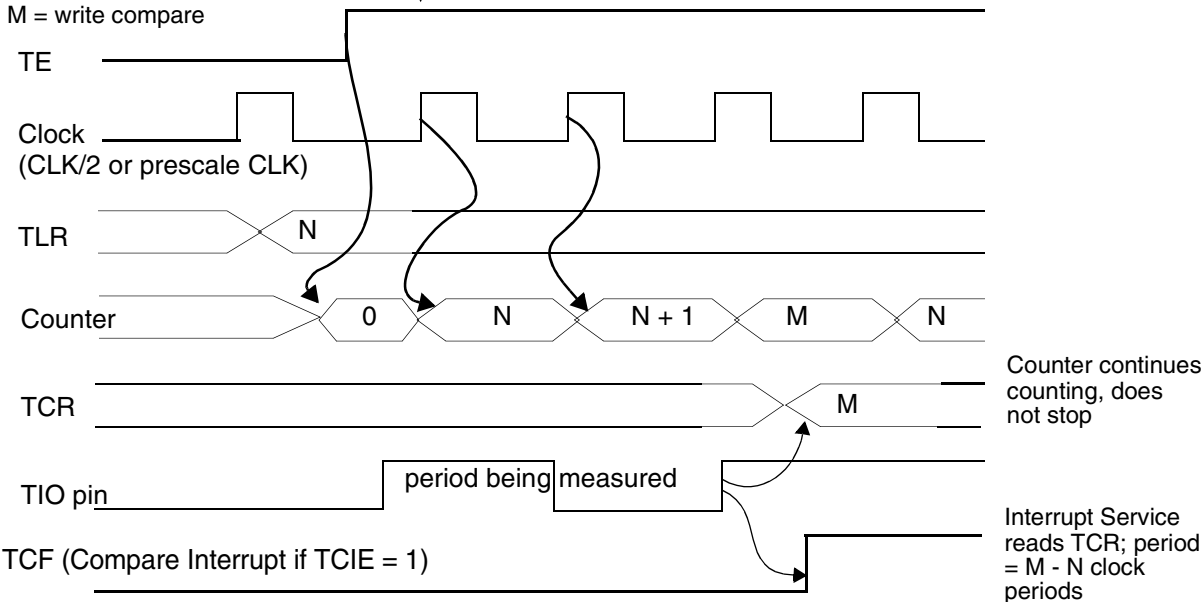 M = write compare
TE
Clock
(CLK/2 or prescale CLK)
TLR
N
Counter
0
N
N + 1
M
N
TCR
M
Counter continues
counting, does
not stop
TIO pin
period being measured
Interrupt Service
reads TCR; period
= M - N clock
periods
TCF (Compare Interrupt if TCIE = 1)